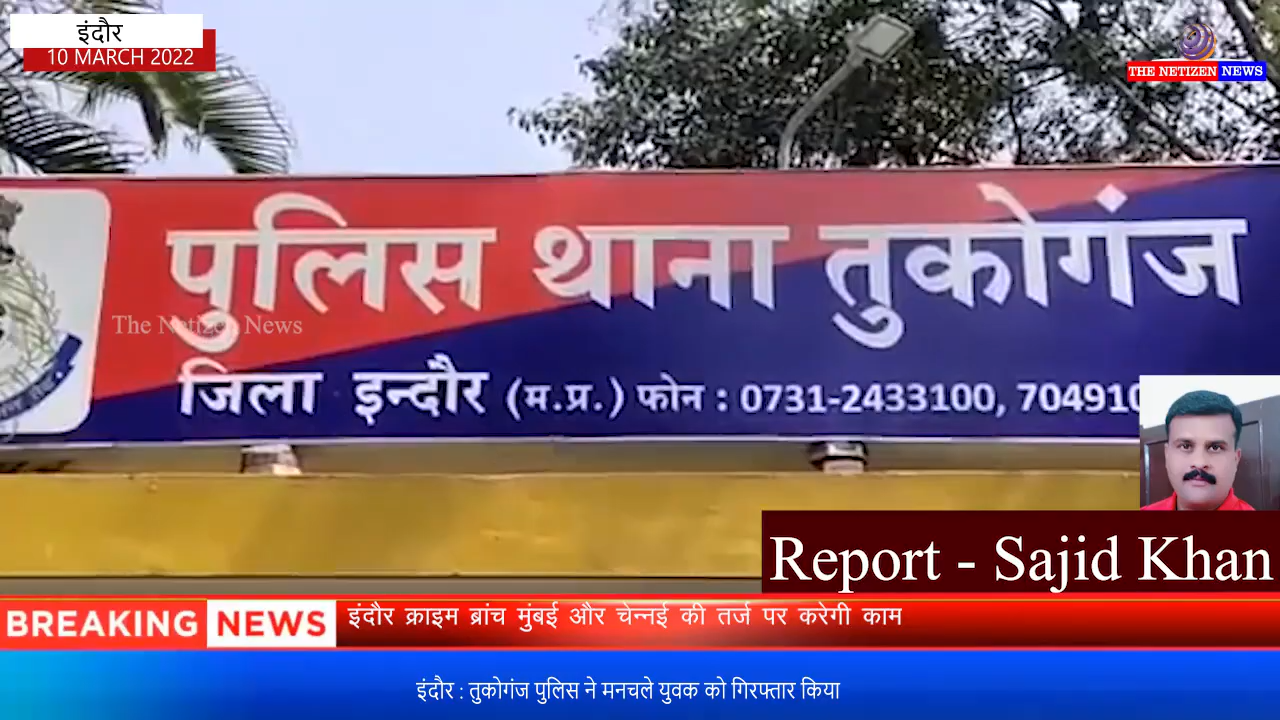 इंदौर
10 MARCH 2022
THE NETIZEN NEWS
पुलिस थाना तुकोगंज
The Netizen News
जिला इन्दौर (म.प्र.) फोन : 0731-2433100, 70491
Report - Sajid Khan
BREAKING NEWS इंदौर क्राइम ब्रांच मुंबई और चेन्नई की तर्ज पर करेगी काम
इंदौर : तुकोगंज पुलिस ने मनचले युवक को गिरफ्तार किया